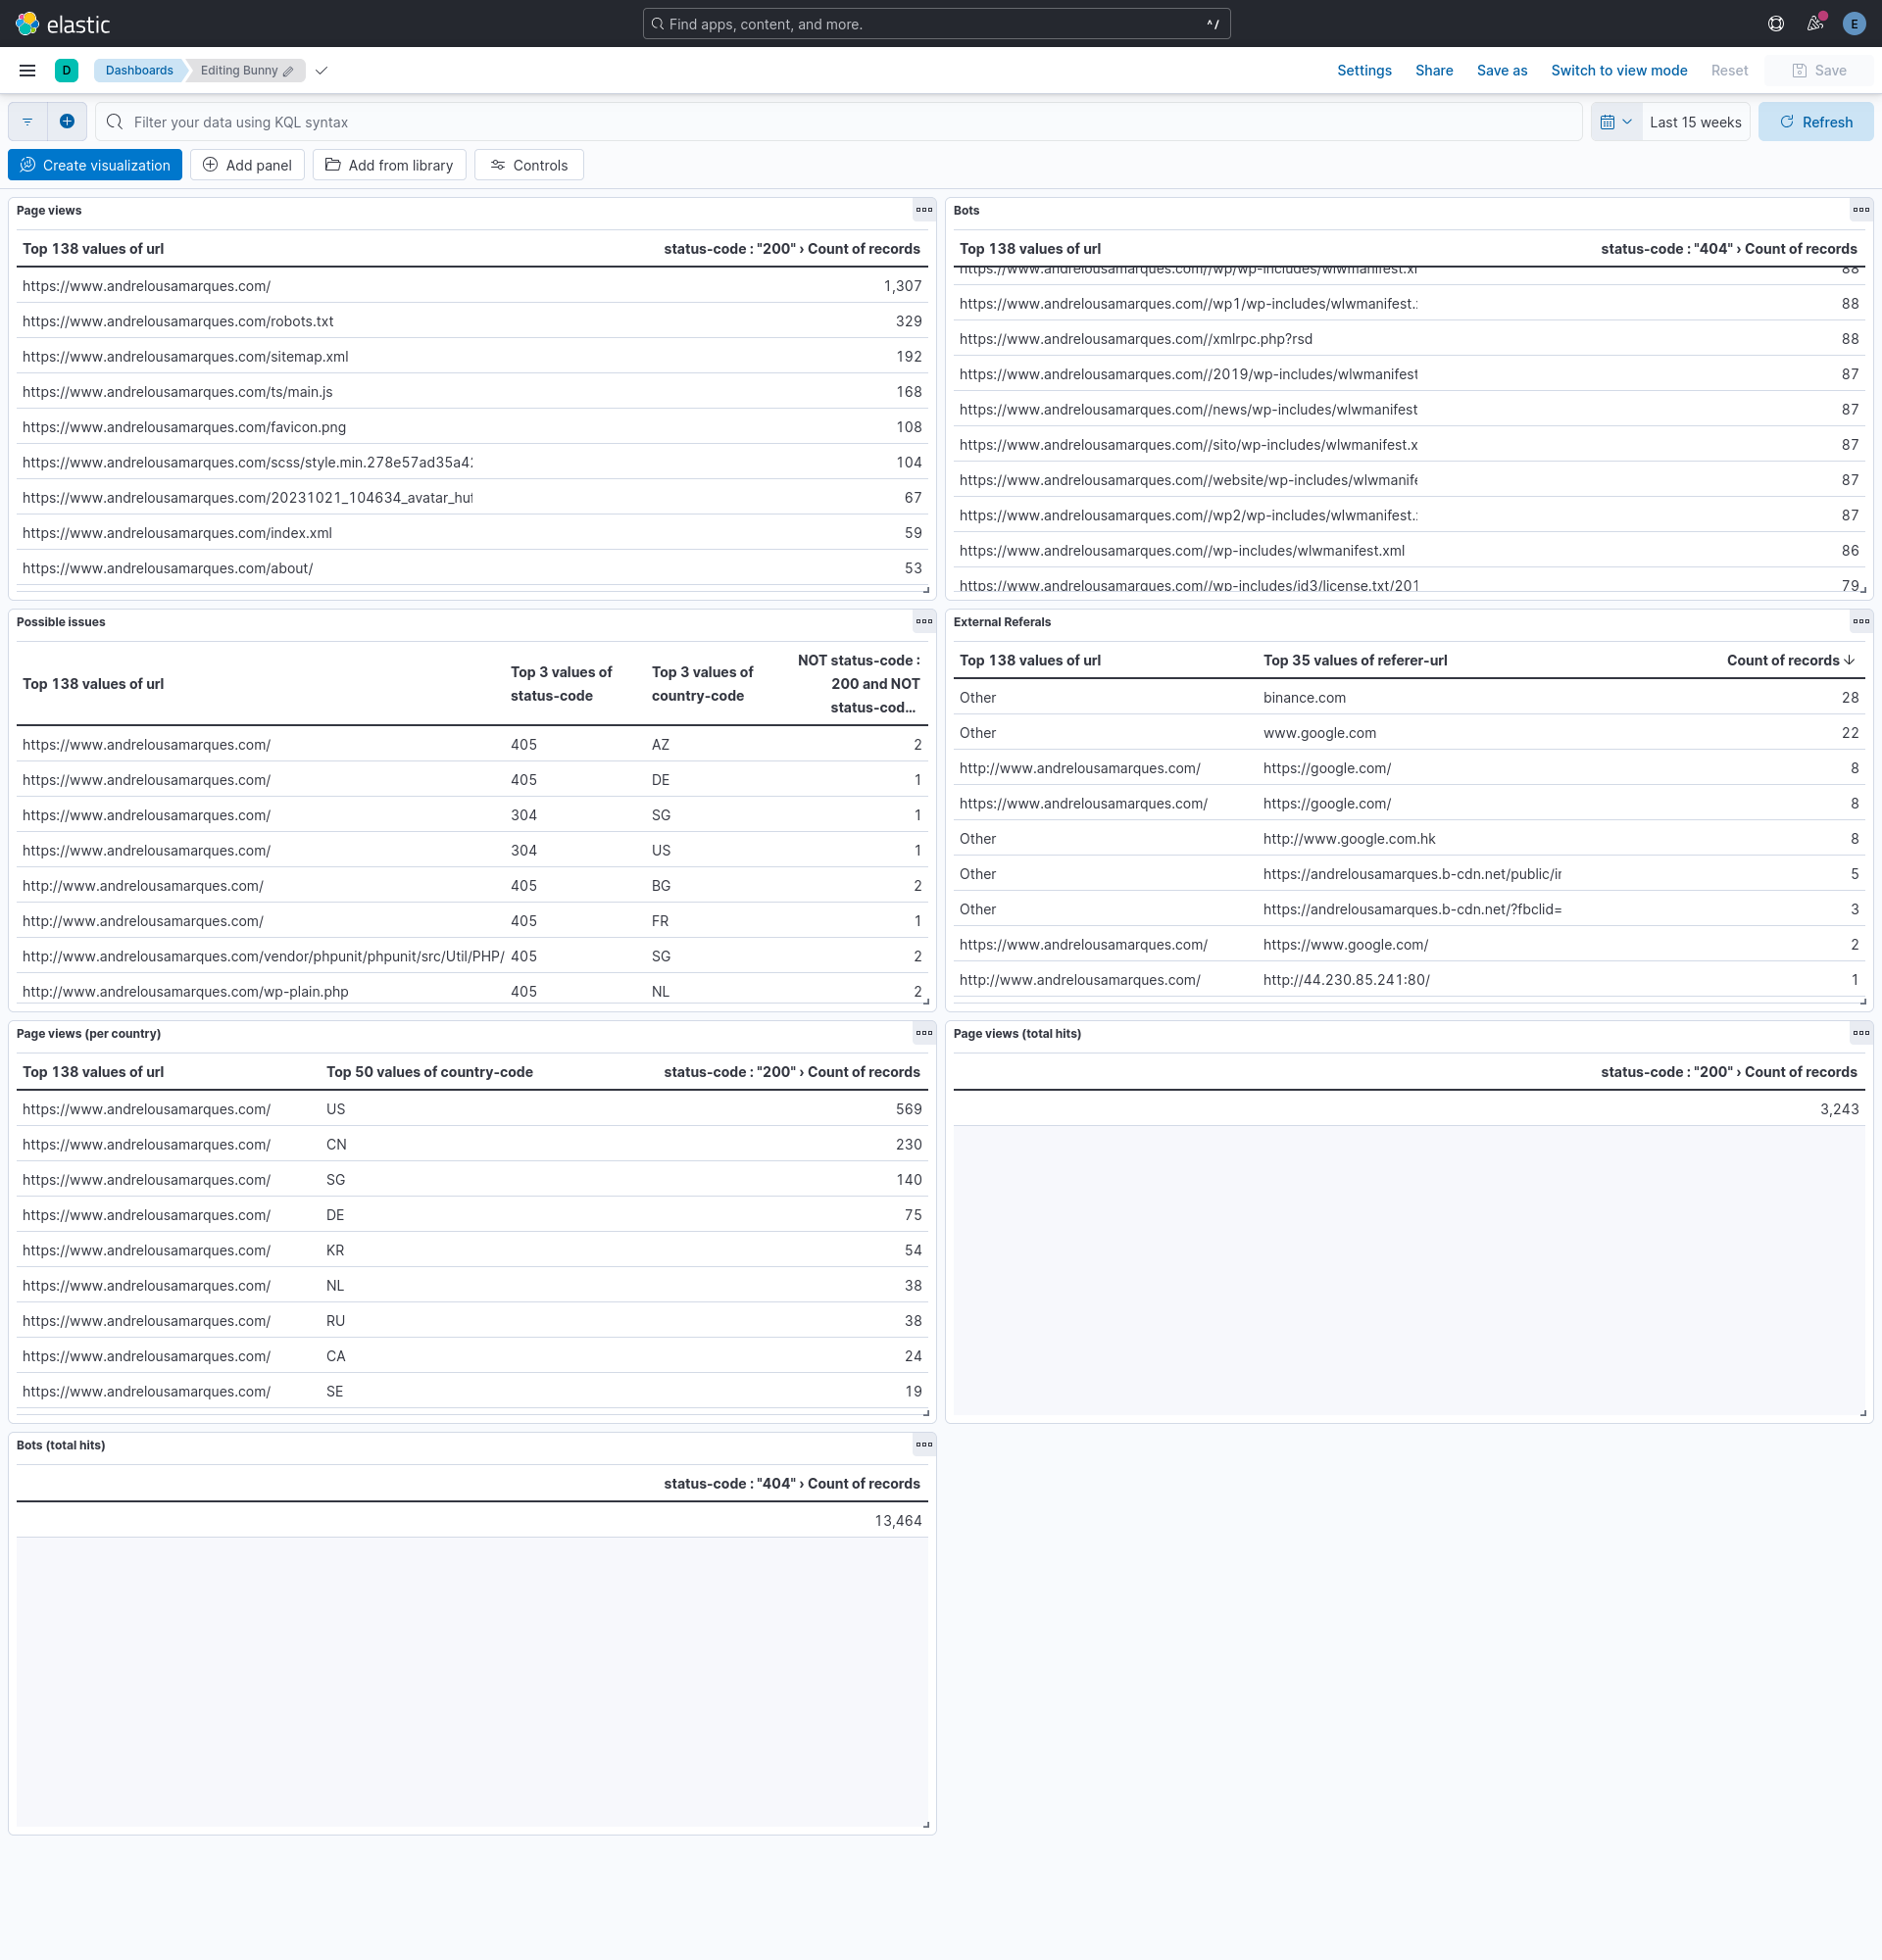 elastic
Find apps, content, and more.
^/
E
D
Dashboards
Editing Bunny
Settings
Share
Save as
Switch to view mode
Reset
Save
Filter your data using KQL syntax
Last 15 weeks
Refresh
Create visualization
Add panel
Add from library
Controls
Page views
Top 138 values of url
status-code : "200" › Count of records
https://www.andrelousamarques.com/ 1,307
https://www.andrelousamarques.com/robots.txt 329
https://www.andrelousamarques.com/sitemap.xml 192
https://www.andrelousamarques.com/ts/main.js 168
https://www.andrelousamarques.com/favicon.png 108
https://www.andrelousamarques.com/scss/style.min.278e57ad35a4 104
https://www.andrelousamarques.com/20231021_104634_avatar_hu 67
https://www.andrelousamarques.com/index.xml 59
https://www.andrelousamarques.com/about/ 53
Bots
Top 138 values of url
status-code : "404" › Count of records
https://www.andrelousamarques.com//wp/wp-includes/wlwmanifest.x 88
https://www.andrelousamarques.com//wp1/wp-includes/wlwmanifest. 88
https://www.andrelousamarques.com//xmlrpc.php?rsd 88
https://www.andrelousamarques.com//2019/wp-includes/wlwmanifest 87
https://www.andrelousamarques.com//news/wp-includes/wlwmanifest 87
https://www.andrelousamarques.com//sito/wp-includes/wlwmanifest.x 87
https://www.andrelousamarques.com//website/wp-includes/wlwmanife 87
https://www.andrelousamarques.com//wp2/wp-includes/wlwmanifest. 87
https://www.andrelousamarques.com//wp-includes/wlwmanifest.xml 86
https://www.andrelousamarques.com//wp-includes/id3/license.txt/201 79
Possible issues
Top 138 values of url
Top 3 values of
status-code
Top 3 values of
country-code
NOT status-code :
200 and NOT
status-cod...
https://www.andrelousamarques.com/ 405 AZ 2
https://www.andrelousamarques.com/ 405 DE 1
https://www.andrelousamarques.com/ 304 SG 1
https://www.andrelousamarques.com/ 304 US 1
http://www.andrelousamarques.com/ 405 BG 2
http://www.andrelousamarques.com/ 405 FR 1
http://www.andrelousamarques.com/vendor/phpunit/phpunit/src/Util/PHP/ 405 SG 2
http://www.andrelousamarques.com/wp-plain.php 405 NL 2
External Referals
Top 138 values of url
Top 35 values of referer-url
Count of records ↓
Other binance.com 28
Other www.google.com 22
http://www.andrelousamarques.com/ https://google.com/ 8
https://www.andrelousamarques.com/ https://google.com/ 8
Other http://www.google.com.hk 8
Other https://andrelousamarques.b-cdn.net/public/ir 5
Other https://andrelousamarques.b-cdn.net/?fbclid= 3
https://www.andrelousamarques.com/ https://www.google.com/ 2
http://www.andrelousamarques.com/ http://44.230.85.241:80/ 1
Page views (per country)
Top 138 values of url
Top 50 values of country-code
status-code : "200" › Count of records
https://www.andrelousamarques.com/ US 569
https://www.andrelousamarques.com/ CN 230
https://www.andrelousamarques.com/ SG 140
https://www.andrelousamarques.com/ DE 75
https://www.andrelousamarques.com/ KR 54
https://www.andrelousamarques.com/ NL 38
https://www.andrelousamarques.com/ RU 38
https://www.andrelousamarques.com/ CA 24
https://www.andrelousamarques.com/ SE 19
Page views (total hits)
status-code : "200" › Count of records
3,243
Bots (total hits)
status-code : "404" › Count of records
13,464